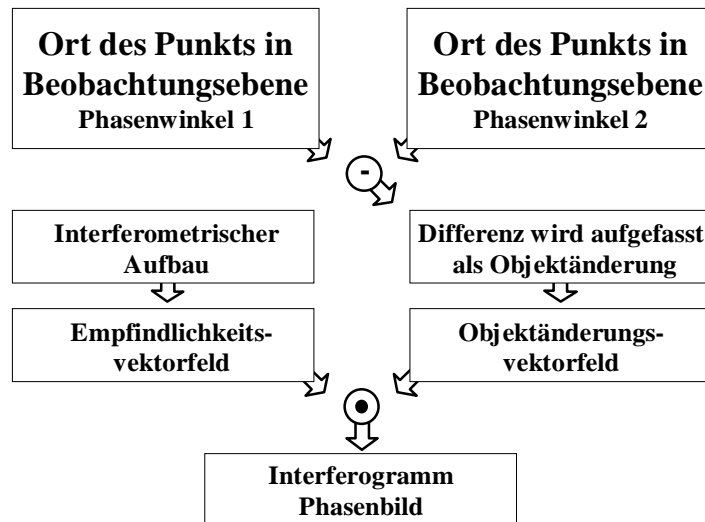 Ort des Punkts in
Beobachtungsebene
Phasenwinkel 1
Ort des Punkts in
Beobachtungsebene
Phasenwinkel 2
-
Interferometrischer
Aufbau
Differenz wird aufgefasst
als Objektänderung
Empfindlichkeits-
vektorfeld
Objektänderungs-
vektorfeld
Interferogramm
Phasenbild